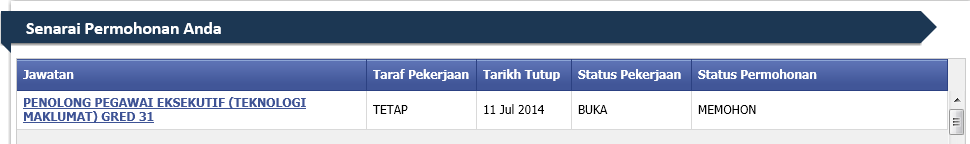 Senarai Permohonan Anda
Jawatan Taraf Pekerjaan Tarikh Tutup Status Pekerjaan Status Permohonan
PENOLONG PEGAWAI EKSEKUTIF (TEKNOLOGI
MAKLUMAT) GRED 31 TETAP 11 Jul 2014 BUKA MEMOHON